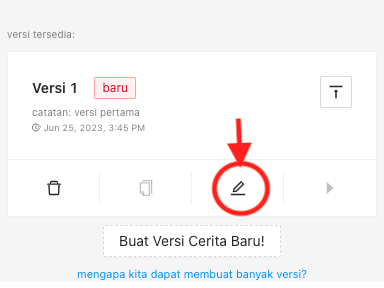 versi tersedia:
Versi 1 baru
catatan: versi pertama
Jun 25, 2023, 3:45 PM
Buat Versi Cerita Baru!
mengapa kita dapat membuat banyak versi?